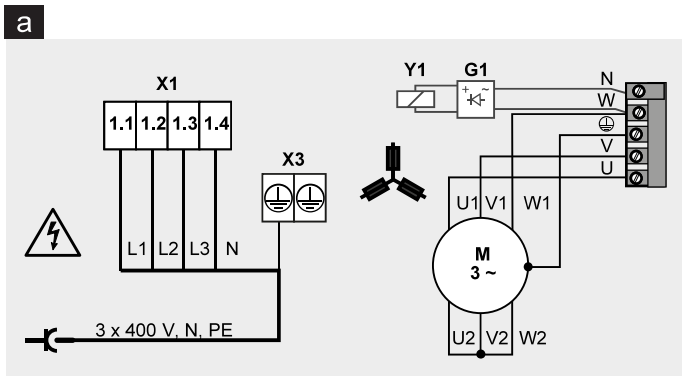 a
X1
1.1 1.2 1.3 1.4
X3
L1 L2 L3 N
3 x 400 V, N, PE
Y1 G1
+ ~
N
W
V
U
U1 V1 W1
M
3 ~
U2 V2 W2